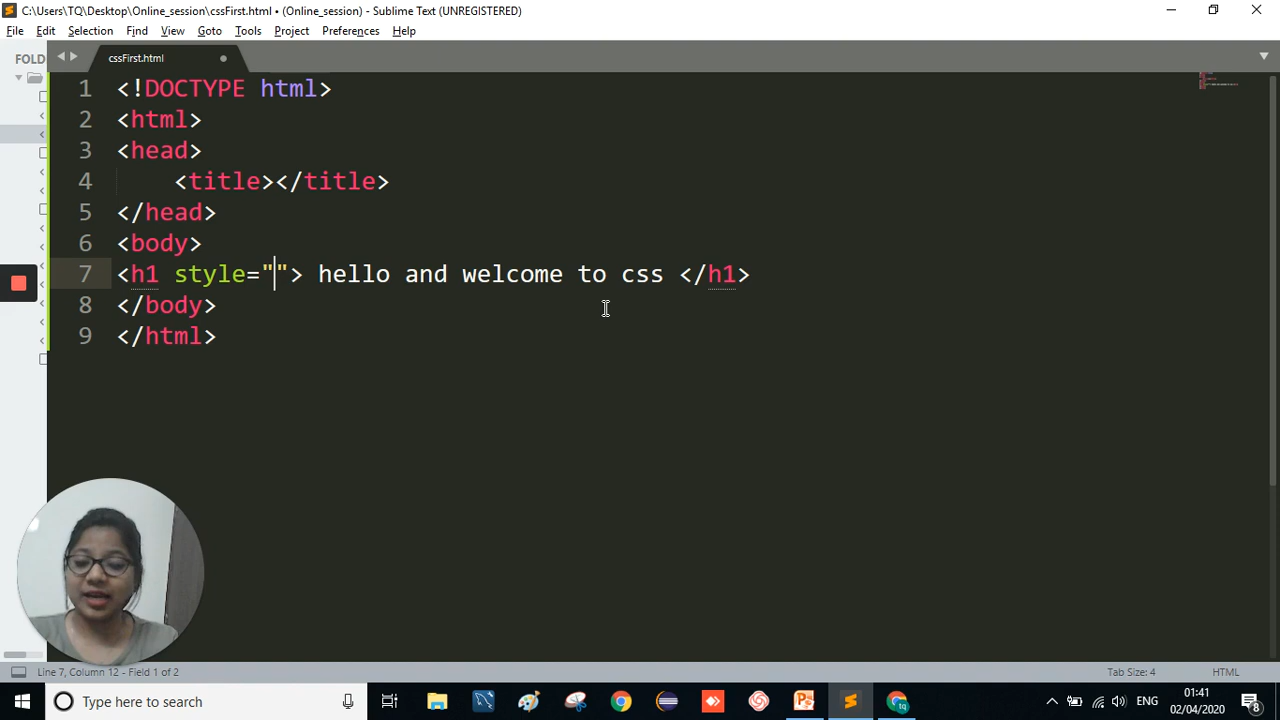 C:\Users\TQ\Desktop\Online_session\cssFirst.html • (Online_session) - Sublime Text (UNREGISTERED)
File Edit Selection Find View Goto Tools Project Preferences Help
FOLD
cssFirst.html
1 <!DOCTYPE html>
2 <html>
3 <head>
4 <title></title>
5 </head>
6 <body>
7 <h1 style=""> hello and welcome to css </h1>
8 </body>
9 </html>
Line 7, Column 12 - Field 1 of 2
Tab Size: 4
HTML
Type here to search
tq
ENG
01:41
02/04/2020
8